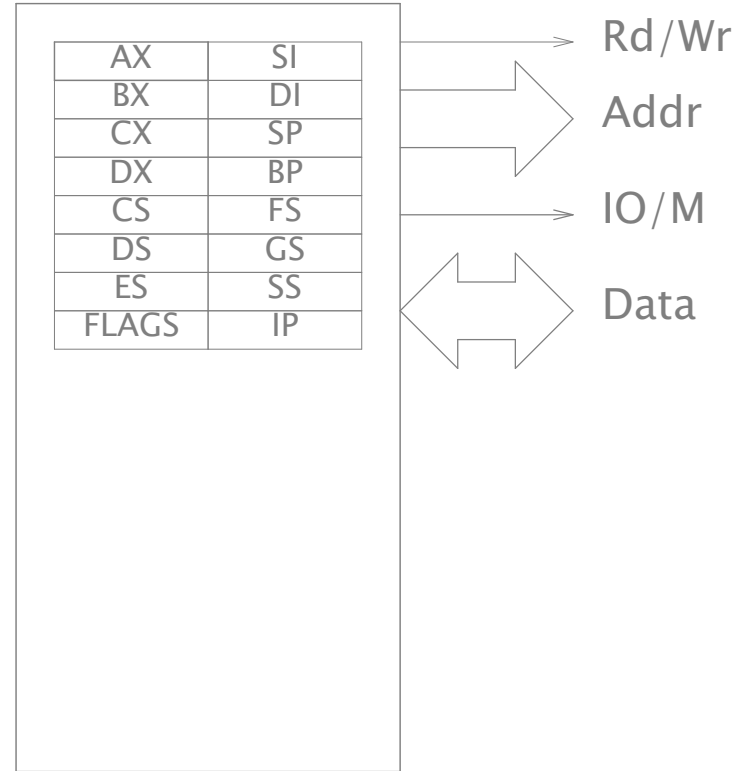 AX SI
BX DI
CX SP
DX BP
CS FS
DS GS
ES SS
FLAGS IP
Rd/Wr
Addr
IO/M
Data